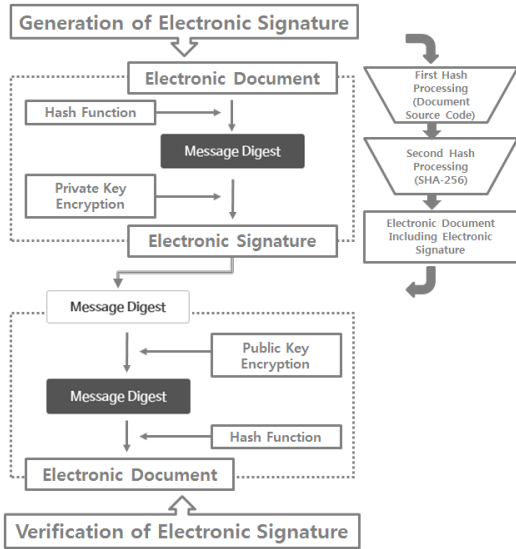 Generation of Electronic Signature
Electronic Document
Hash Function
Message Digest
Private Key
Encryption
Electronic Signature
First Hash
Processing
(Document
Source Code)
Second Hash
Processing
(SHA-256)
Electronic Document
Including Electronic
Signature
Message Digest
Public Key
Encryption
Message Digest
Hash Function
Electronic Document
Verification of Electronic Signature